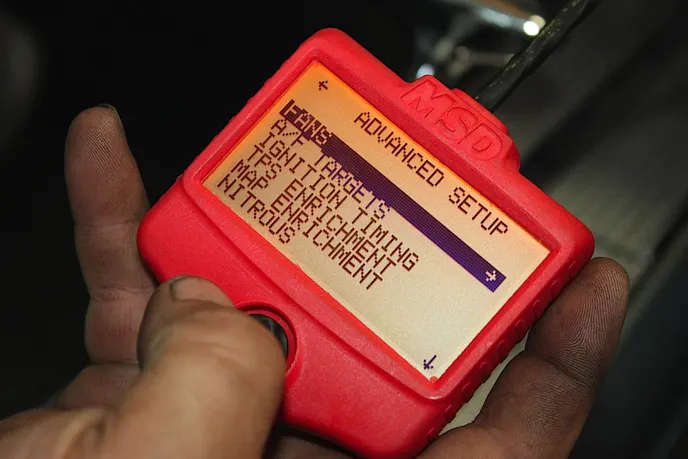 MSD
ADVANCED SETUP
FANS
A/F TARGETS
IGNITION TIMING
TPS ENRICHMENT
MAP ENRICHMENT
NITROUS